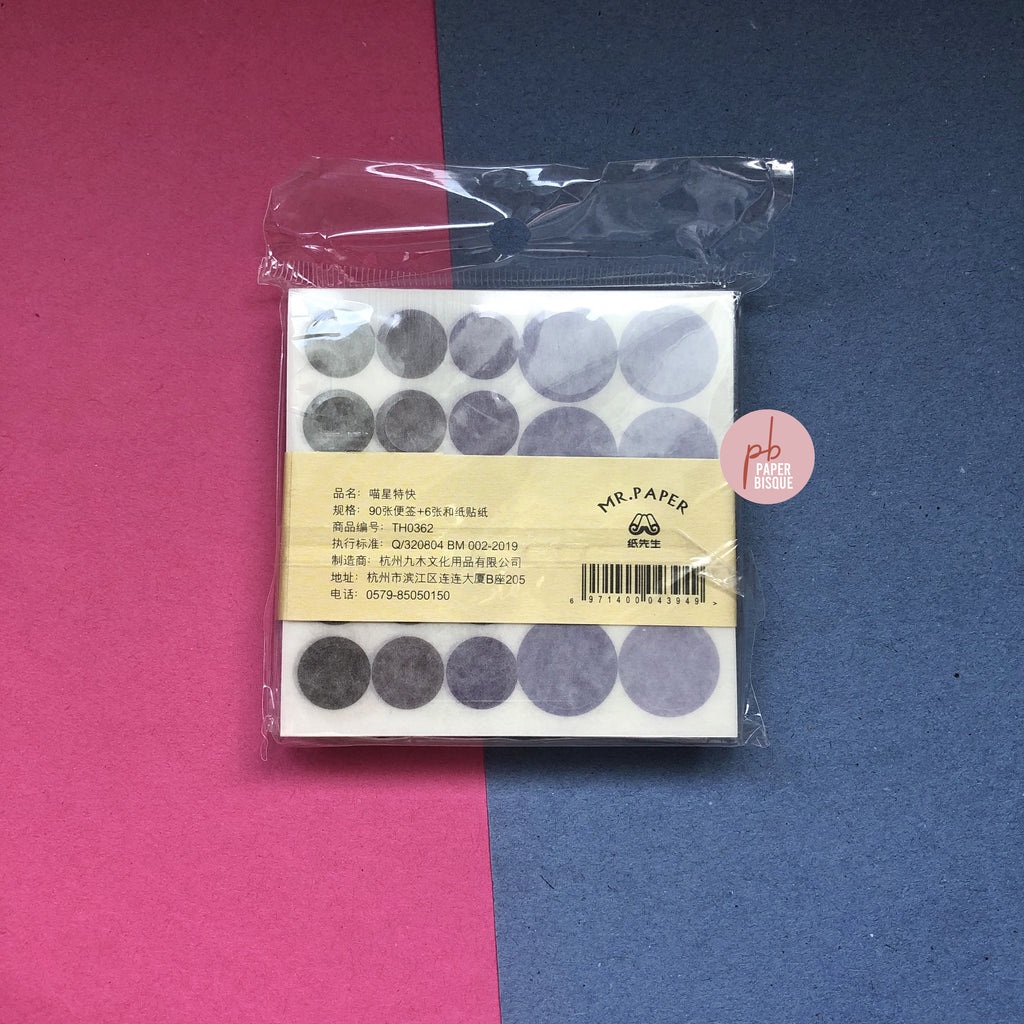 品名：喵星特快
规格：90张便签+6张和纸贴纸
商品编号：TH0362
执行标准：Q/320804 BM 002-2019
制造商：杭州九木文化用品有限公司
地址：杭州市滨江区连连大厦B座205
电话：0579-85050150
MR.PAPER
纸先生
6 971400 043949 >
pb
PAPER
BISQUE